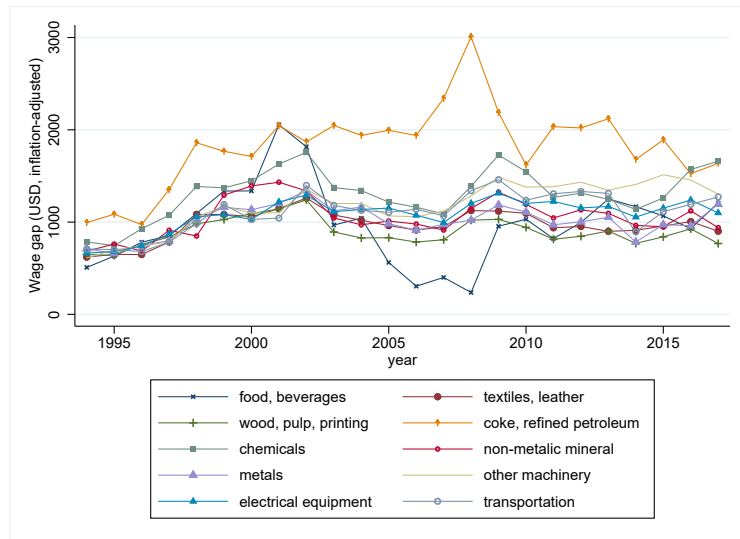 Wage gap (USD, inflation-adjusted)
3000
2000
1000
0
1995 2000 2005 2010 2015
year
food, beverages textiles, leather
wood, pulp, printing coke, refined petroleum
chemicals non-metalic mineral
metals other machinery
electrical equipment transportation